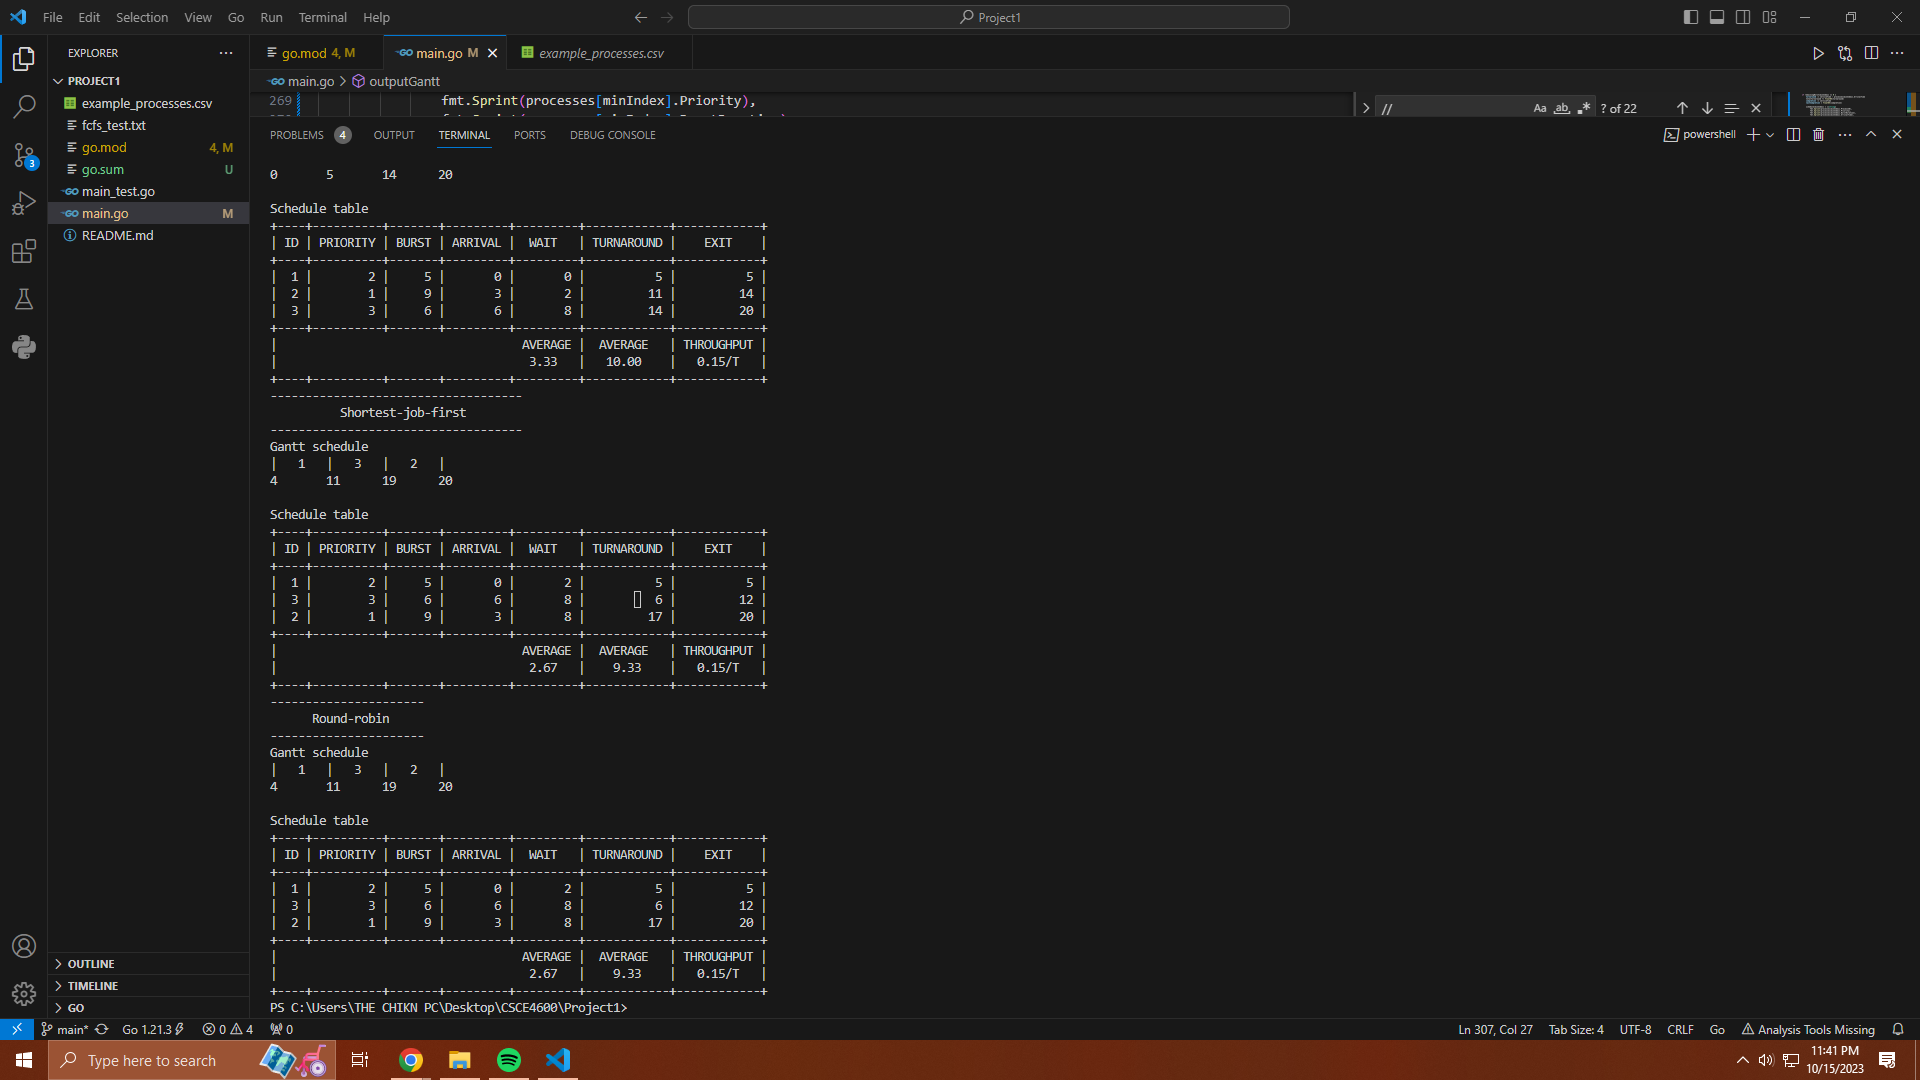 File Edit Selection View Go Run Terminal Help
Project1
EXPLORER
PROJECT1
example_processes.csv
fcfs_test.txt
go.mod 4, M
go.sum U
main_test.go
main.go M
README.md
OUTLINE
TIMELINE
GO
3
go.mod 4, M main.go M example_processes.csv
main.go > outputGantt
269 fmt.Sprint(processes[minIndex].Priority),
// Aa ab ? of 22
PROBLEMS 4 OUTPUT TERMINAL PORTS DEBUG CONSOLE
powershell
0 5 14 20
Schedule table
+----+----------+-------+---------+---------+------------+------------+
| ID | PRIORITY | BURST | ARRIVAL | WAIT | TURNAROUND | EXIT |
+----+----------+-------+---------+---------+------------+------------+
| 1 | 2 | 5 | 0 | 0 | 5 | 5 |
| 2 | 1 | 9 | 3 | 2 | 11 | 14 |
| 3 | 3 | 6 | 6 | 8 | 14 | 20 |
+----+----------+-------+---------+---------+------------+------------+
| AVERAGE | AVERAGE | THROUGHPUT |
| 3.33 | 10.00 | 0.15/T |
+----+----------+-------+---------+---------+------------+------------+
------------------------------------
Shortest-job-first
------------------------------------
Gantt schedule
| 1 | 3 | 2 |
4 11 19 20
Schedule table
+----+----------+-------+---------+---------+------------+------------+
| ID | PRIORITY | BURST | ARRIVAL | WAIT | TURNAROUND | EXIT |
+----+----------+-------+---------+---------+------------+------------+
| 1 | 2 | 5 | 0 | 2 | 5 | 5 |
| 3 | 3 | 6 | 6 | 8 | 6 | 12 |
| 2 | 1 | 9 | 3 | 8 | 17 | 20 |
+----+----------+-------+---------+---------+------------+------------+
| AVERAGE | AVERAGE | THROUGHPUT |
| 2.67 | 9.33 | 0.15/T |
+----+----------+-------+---------+---------+------------+------------+
----------------------
Round-robin
----------------------
Gantt schedule
| 1 | 3 | 2 |
4 11 19 20
Schedule table
+----+----------+-------+---------+---------+------------+------------+
| ID | PRIORITY | BURST | ARRIVAL | WAIT | TURNAROUND | EXIT |
+----+----------+-------+---------+---------+------------+------------+
| 1 | 2 | 5 | 0 | 2 | 5 | 5 |
| 3 | 3 | 6 | 6 | 8 | 6 | 12 |
| 2 | 1 | 9 | 3 | 8 | 17 | 20 |
+----+----------+-------+---------+---------+------------+------------+
| AVERAGE | AVERAGE | THROUGHPUT |
| 2.67 | 9.33 | 0.15/T |
+----+----------+-------+---------+---------+------------+------------+
PS C:\Users\THE CHIKN PC\Desktop\CSCE4600\Project1>
main* Go 1.21.3 0 4 0
Ln 307, Col 27 Tab Size: 4 UTF-8 CRLF Go Analysis Tools Missing
Type here to search
11:41 PM
10/15/2023